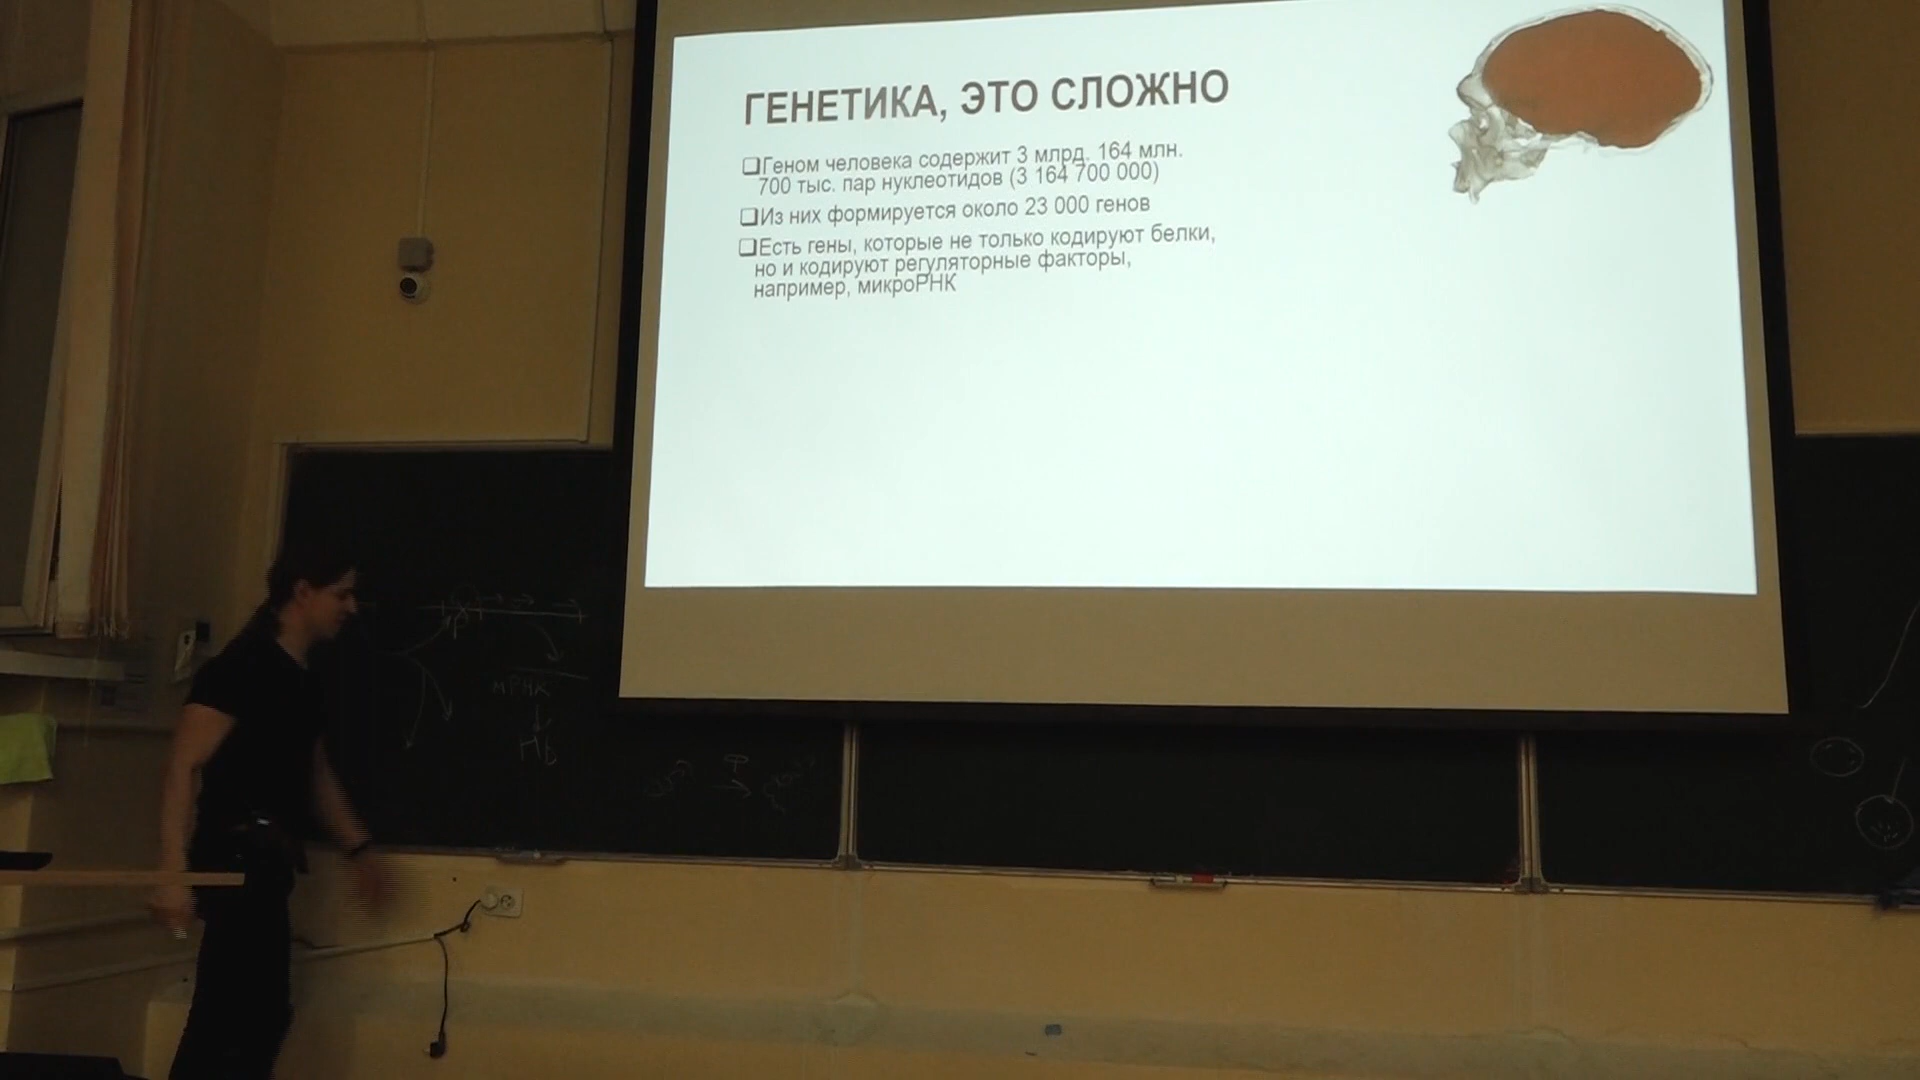 ГЕНЕТИКА, ЭТО СЛОЖНО
Геном человека содержит 3 млрд. 164 млн.
700 тыс. пар нуклеотидов (3 164 700 000)
Из них формируется около 23 000 генов
Есть гены, которые не только кодируют белки,
но и кодируют регуляторные факторы,
например, микроРНК
мРНК
Hb